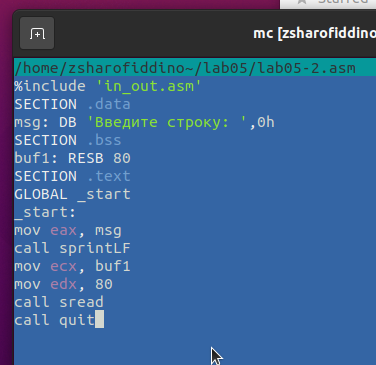 Starred
mc [zsharofiddino
/home/zsharofiddino~/lab05/lab05-2.asm
%include 'in_out.asm'
SECTION .data
msg: DB 'Введите строку: ',0h
SECTION .bss
buf1: RESB 80
SECTION .text
GLOBAL _start
_start:
mov eax, msg
call sprintLF
mov ecx, buf1
mov edx, 80
call sread
call quit